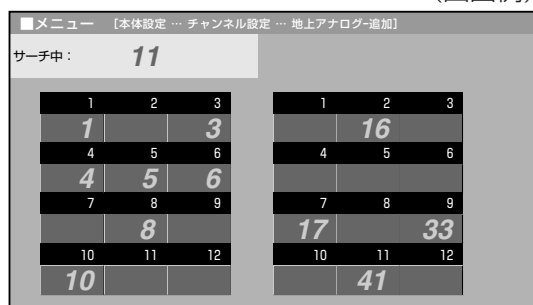 (画面例)
■メニュー [本体設定 … チャンネル設定 … 地上アナログ-追加]
サーチ中： 11
1 2 3 1 2 3
1 3 16
4 5 6 4 5 6
4 5 6
7 8 9 7 8 9
8 17 33
10 11 12 10 11 12
10 41